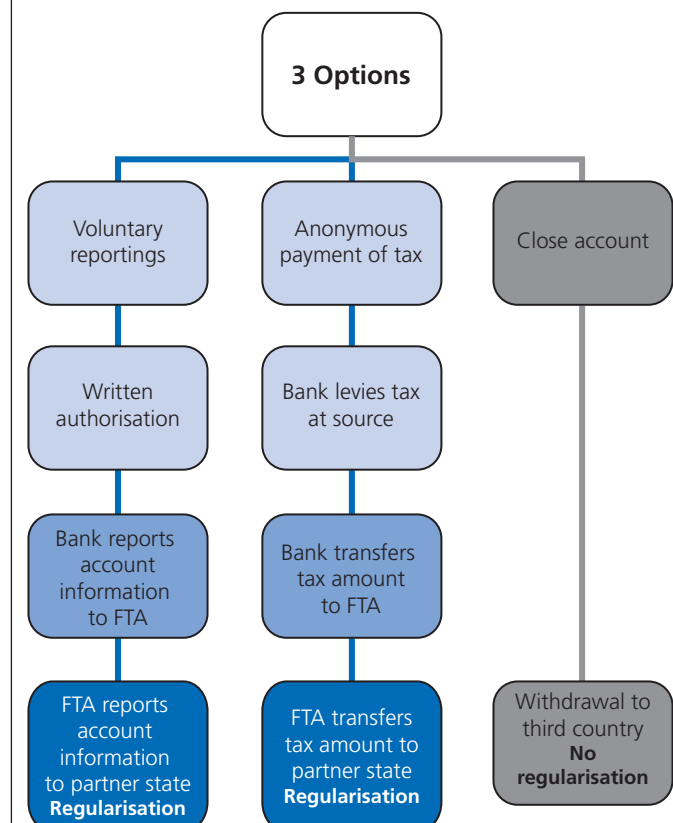 3 Options
Voluntary
reportings
Written
authorisation
Bank reports
account
information
to FTA
FTA reports
account
information
to partner state
Regularisation
Anonymous
payment of tax
Bank levies tax
at source
Bank transfers
tax amount
to FTA
FTA transfers
tax amount to
partner state
Regularisation
Close account
Withdrawal to
third country
No
regularisation